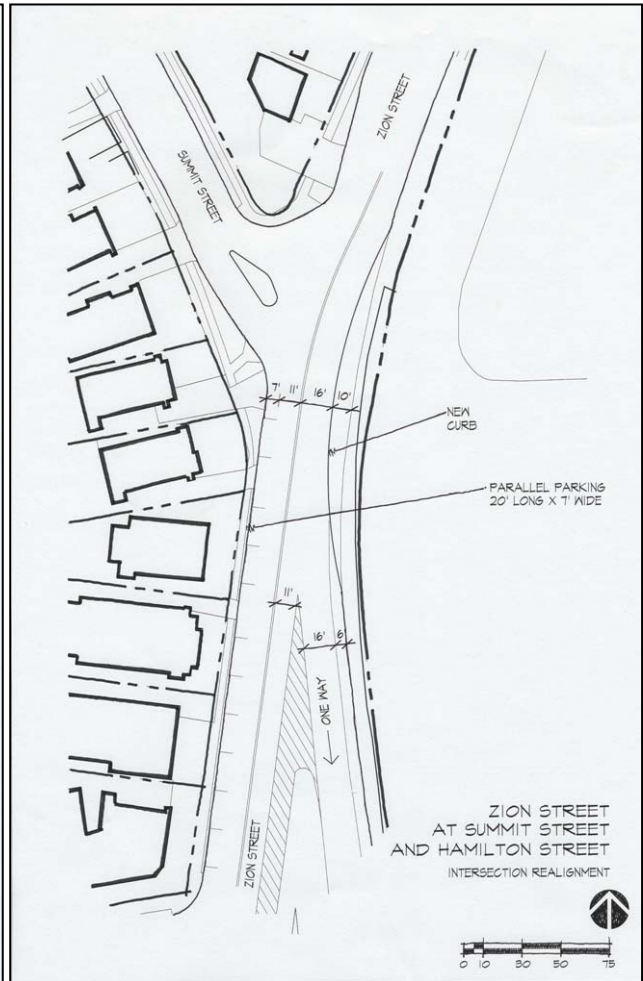 ZION STREET
SUMMIT STREET
7' 11' 16' 10'
NEW
CURB
PARALLEL PARKING
20' LONG X 7' WIDE
11'
16' 6'
ONE WAY
ZION STREET
ZION STREET
AT SUMMIT STREET
AND HAMILTON STREET
INTERSECTION REALIGNMENT
0 10 30 50 75